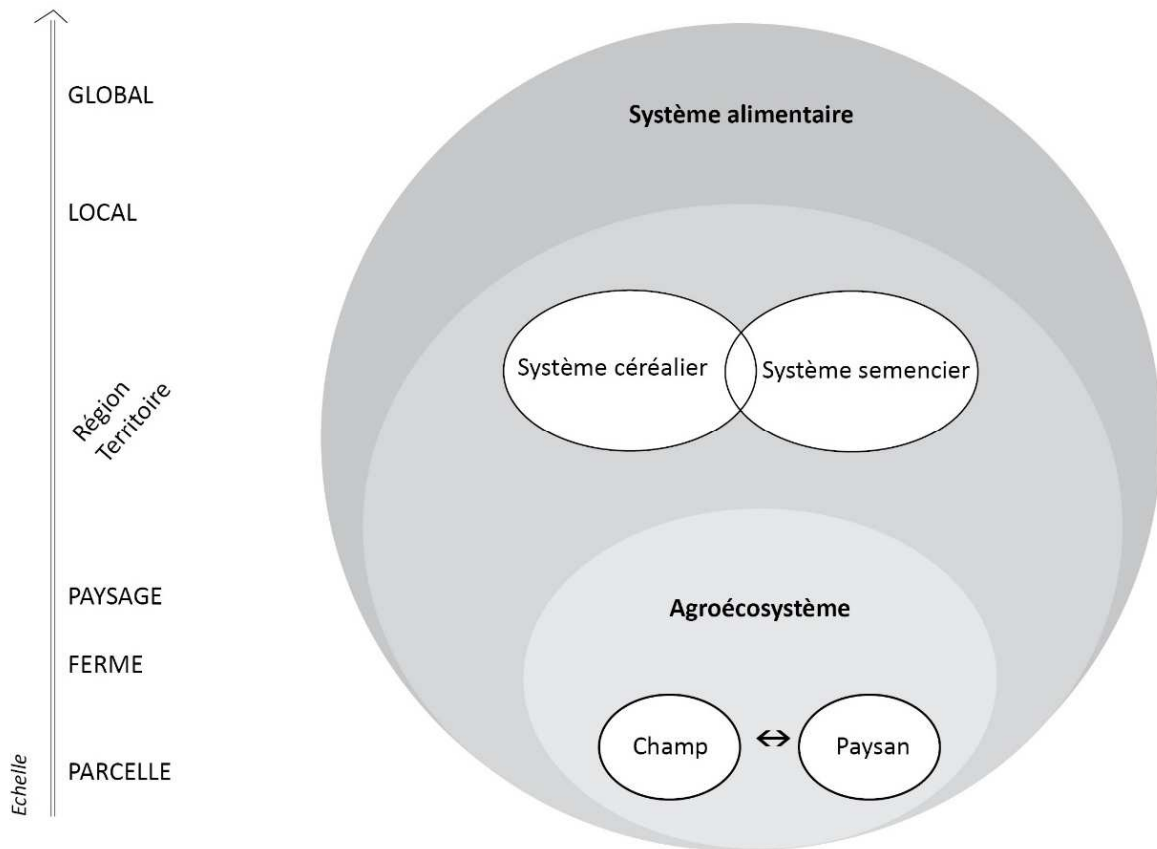 GLOBAL
Système alimentaire
LOCAL
Système céréalier
Système semencier
Région
Territoire
PAYSAGE
Agroécosystème
FERME
Champ
↔
Paysan
PARCELLE
Echelle